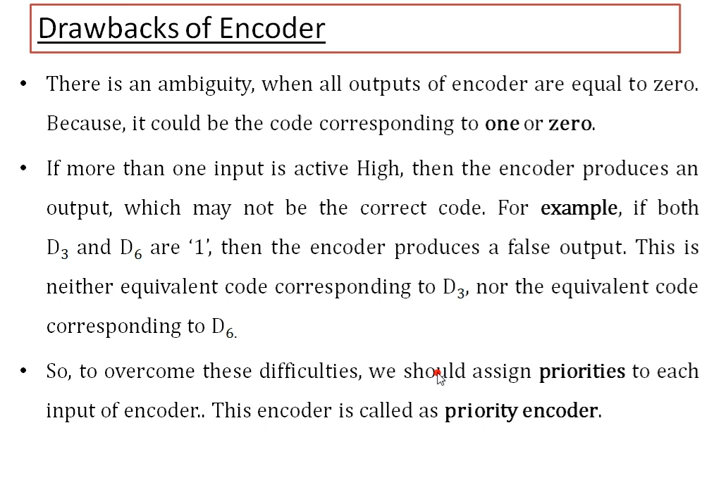 Drawbacks of Encoder
• There is an ambiguity, when all outputs of encoder are equal to zero.
Because, it could be the code corresponding to one or zero.
• If more than one input is active High, then the encoder produces an
output, which may not be the correct code. For example, if both
D₃ and D₆ are ‘1’, then the encoder produces a false output. This is
neither equivalent code corresponding to D₃, nor the equivalent code
corresponding to D₆.
• So, to overcome these difficulties, we should assign priorities to each
input of encoder.. This encoder is called as priority encoder.